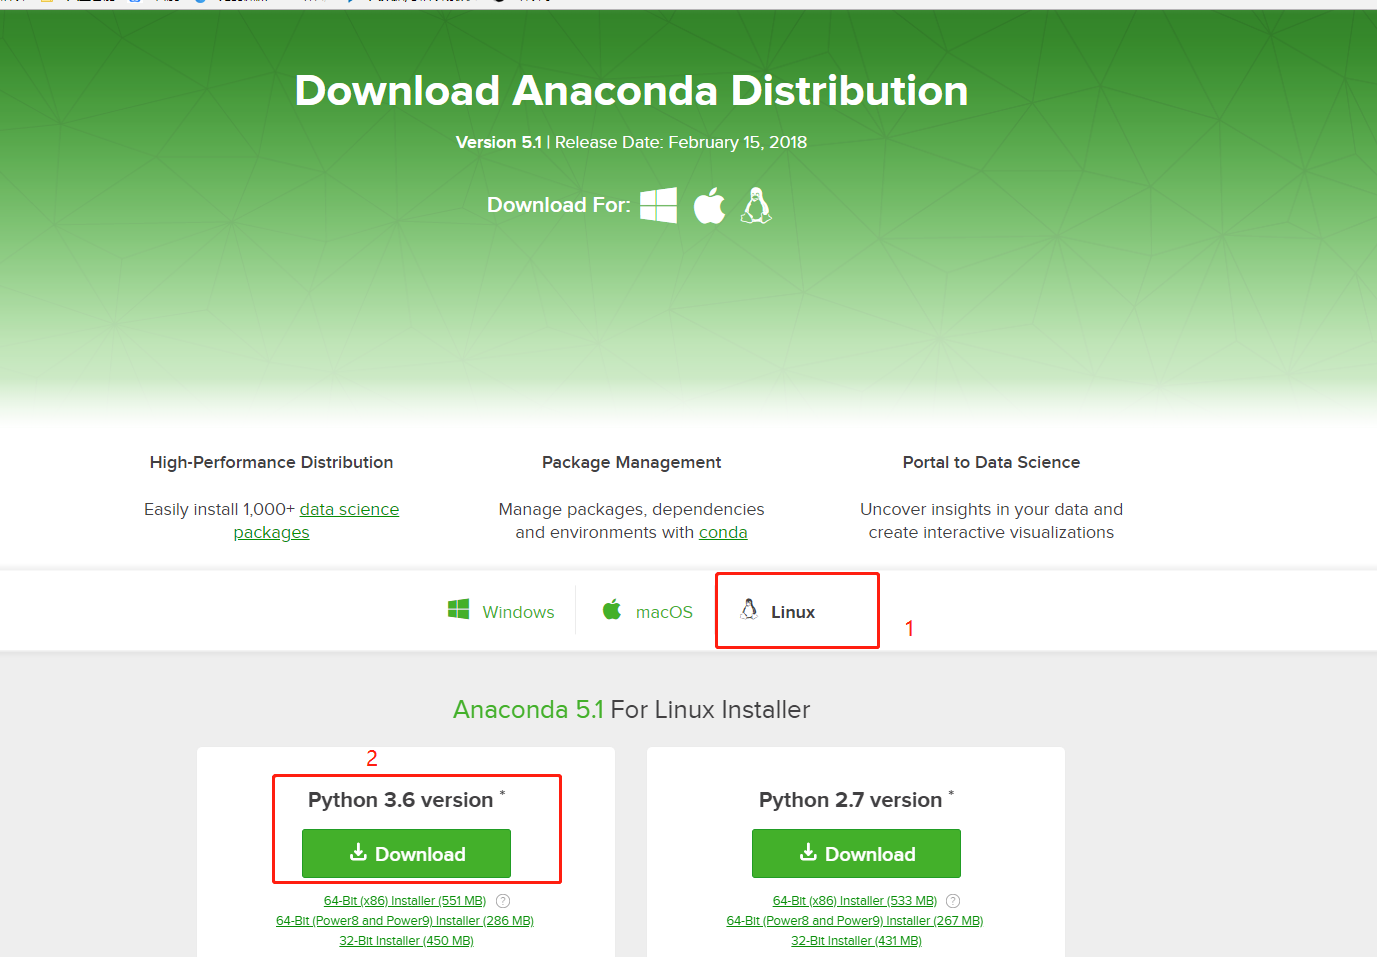 Download Anaconda Distribution
Version 5.1 | Release Date: February 15, 2018
Download For:
High-Performance Distribution
Easily install 1,000+ data science
packages
Package Management
Manage packages, dependencies
and environments with conda
Portal to Data Science
Uncover insights in your data and
create interactive visualizations
Windows
macOS
Linux
1
Anaconda 5.1 For Linux Installer
2
Python 3.6 version *
Download
64-Bit (x86) Installer (551 MB) ?
64-Bit (Power8 and Power9) Installer (286 MB)
32-Bit Installer (450 MB)
Python 2.7 version *
Download
64-Bit (x86) Installer (533 MB) ?
64-Bit (Power8 and Power9) Installer (267 MB)
32-Bit Installer (431 MB)